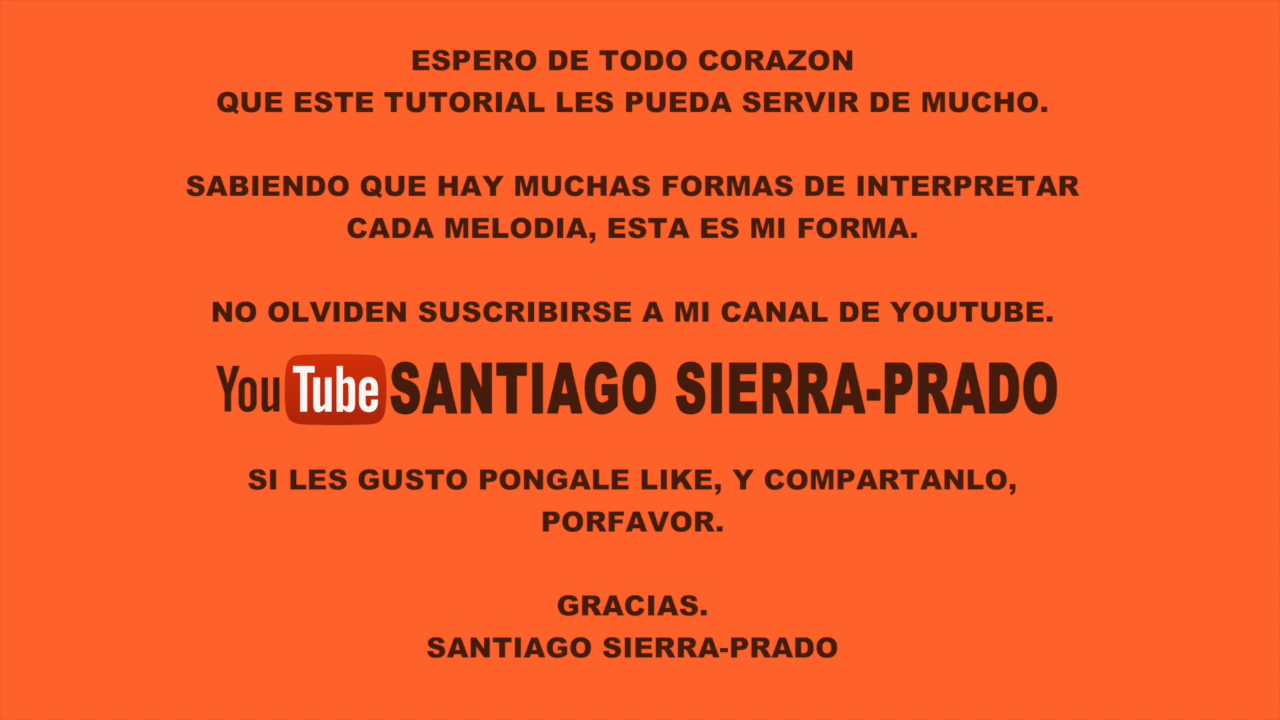 ESPERO DE TODO CORAZON
QUE ESTE TUTORIAL LES PUEDA SERVIR DE MUCHO.
SABIENDO QUE HAY MUCHAS FORMAS DE INTERPRETAR
CADA MELODIA, ESTA ES MI FORMA.
NO OLVIDEN SUSCRIBIRSE A MI CANAL DE YOUTUBE.
YouTube SANTIAGO SIERRA-PRADO
SI LES GUSTO PONGALE LIKE, Y COMPARTANLO,
PORFAVOR.
GRACIAS.
SANTIAGO SIERRA-PRADO